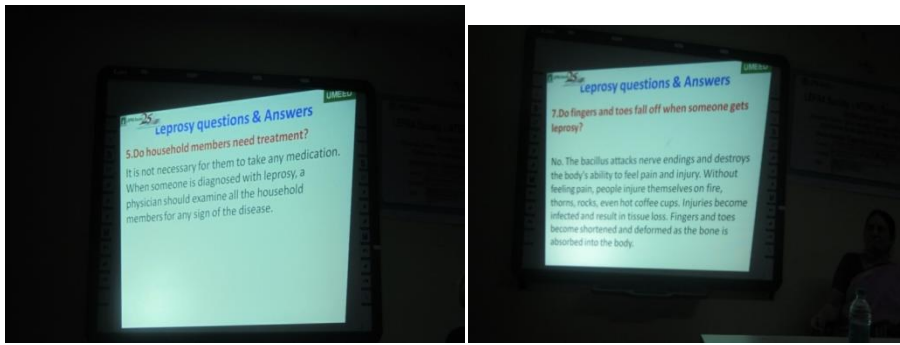 UMEED
25
Leprosy questions & Answers
5.Do household members need treatment?
It is not necessary for them to take any medication.
When someone is diagnosed with leprosy, a
physician should examine all the household
members for any sign of the disease.
UMEED
25
Leprosy questions & Answers
7.Do fingers and toes fall off when someone gets
leprosy?
No. The bacillus attacks nerve endings and destroys
the body's ability to feel pain and injury. Without
feeling pain, people injure themselves on fire,
thorns, rocks, even hot coffee cups. Injuries become
infected and result in tissue loss. Fingers and toes
become shortened and deformed as the bone is
absorbed into the body.